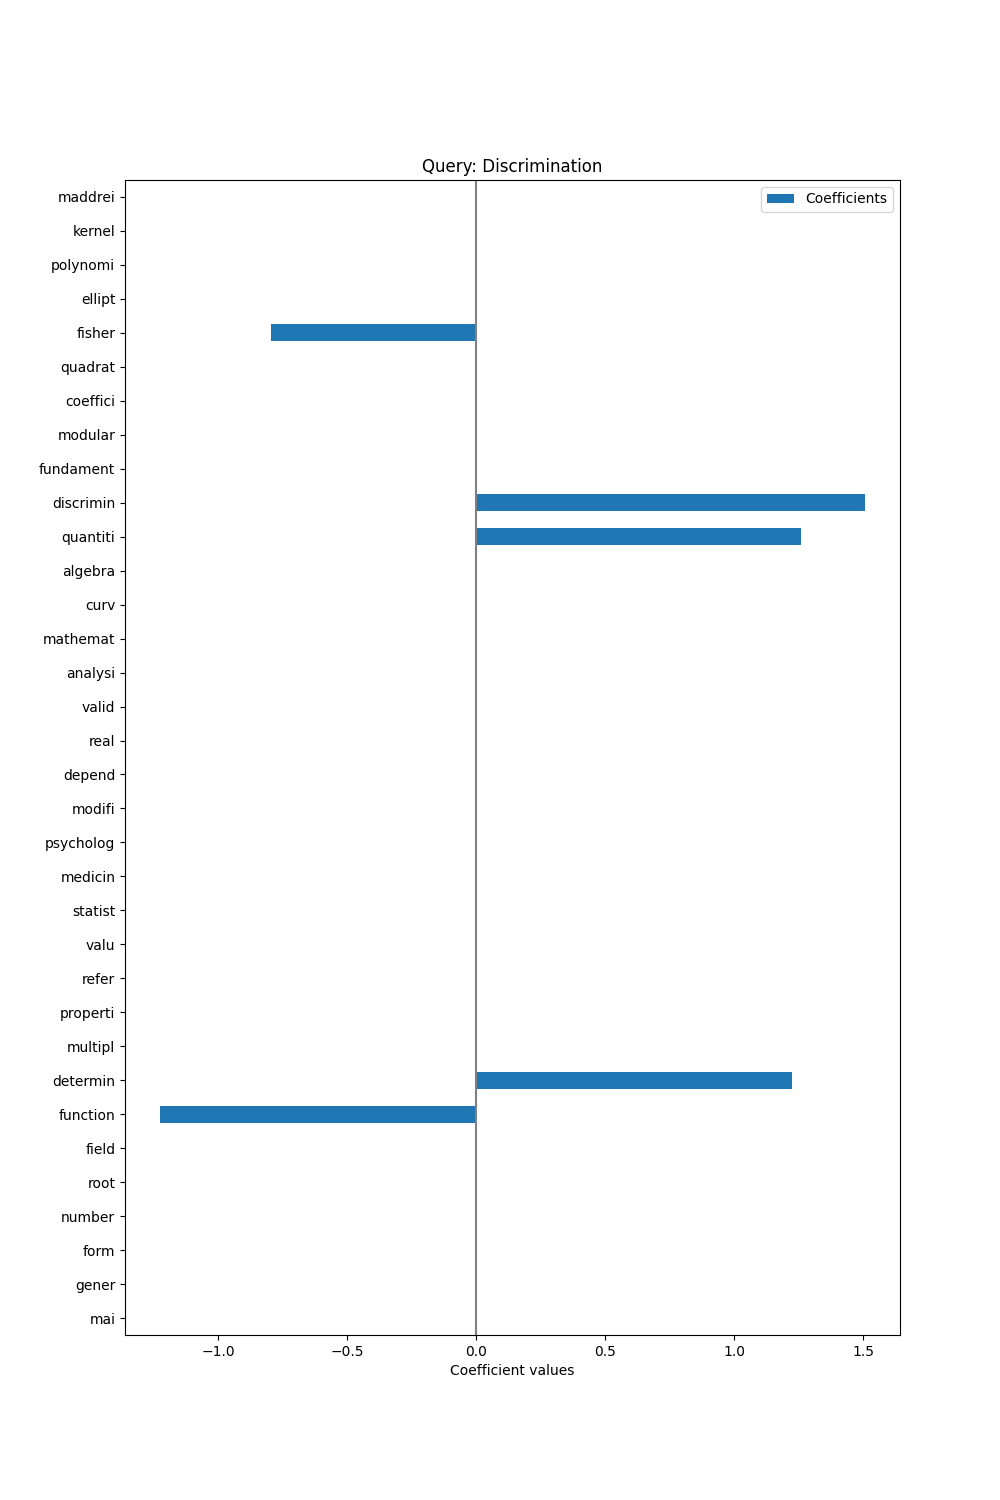 Query: Discrimination
Coefficients
maddrei
kernel
polynomi
ellipt
fisher
quadrat
coeffici
modular
fundament
discrimin
quantiti
algebra
curv
mathemat
analysi
valid
real
depend
modifi
psycholog
medicin
statist
valu
refer
properti
multipl
determin
function
field
root
number
form
gener
mai
−1.0 −0.5 0.0 0.5 1.0 1.5
Coefficient values